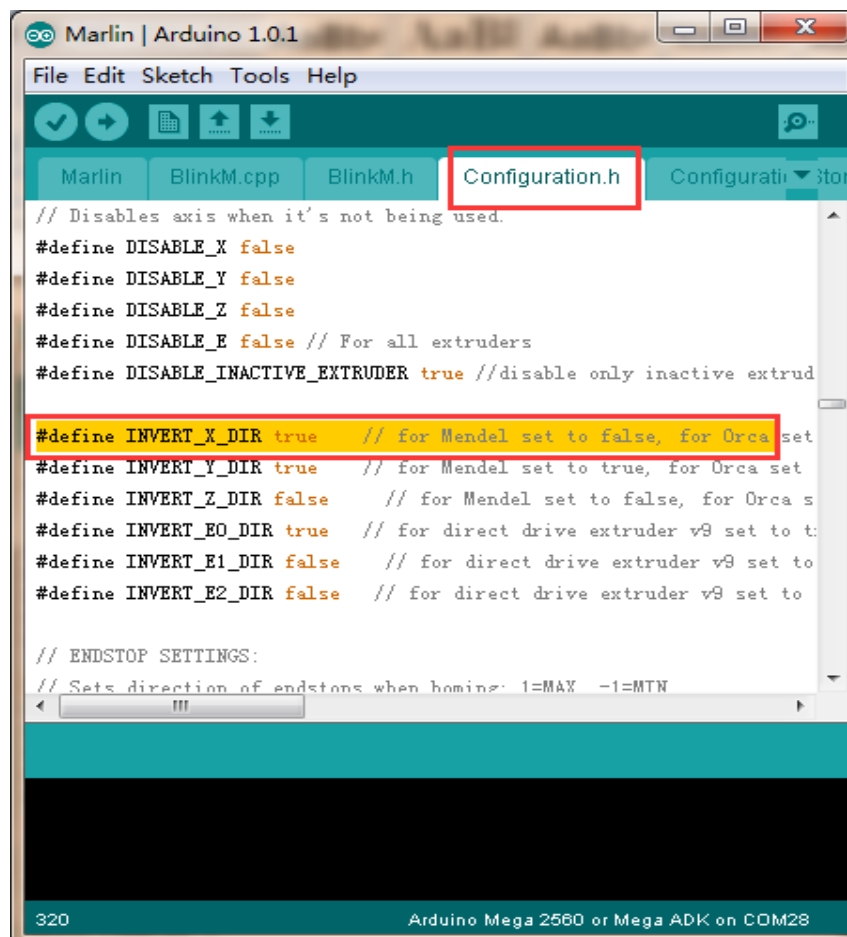 Marlin | Arduino 1.0.1
File Edit Sketch Tools Help
Marlin BlinkM.cpp BlinkM.h Configuration.h
// Disables axis when it's not being used.
#define DISABLE_X false
#define DISABLE_Y false
#define DISABLE_Z false
#define DISABLE_E false // For all extruders
#define DISABLE_INACTIVE_EXTRUDER true //disable only inactive extrud
#define INVERT_X_DIR true // for Mendel set to false, for Orca set
#define INVERT_Y_DIR true // for Mendel set to true, for Orca set
#define INVERT_Z_DIR false // for Mendel set to false, for Orca s
#define INVERT_E0_DIR true // for direct drive extruder v9 set to
#define INVERT_E1_DIR false // for direct drive extruder v9 set to
#define INVERT_E2_DIR false // for direct drive extruder v9 set to
// ENDSTOP SETTINGS:
// Sets direction of endstops when homing: 1=MAX, -1=MIN
320 Arduino Mega 2560 or Mega ADK on COM28